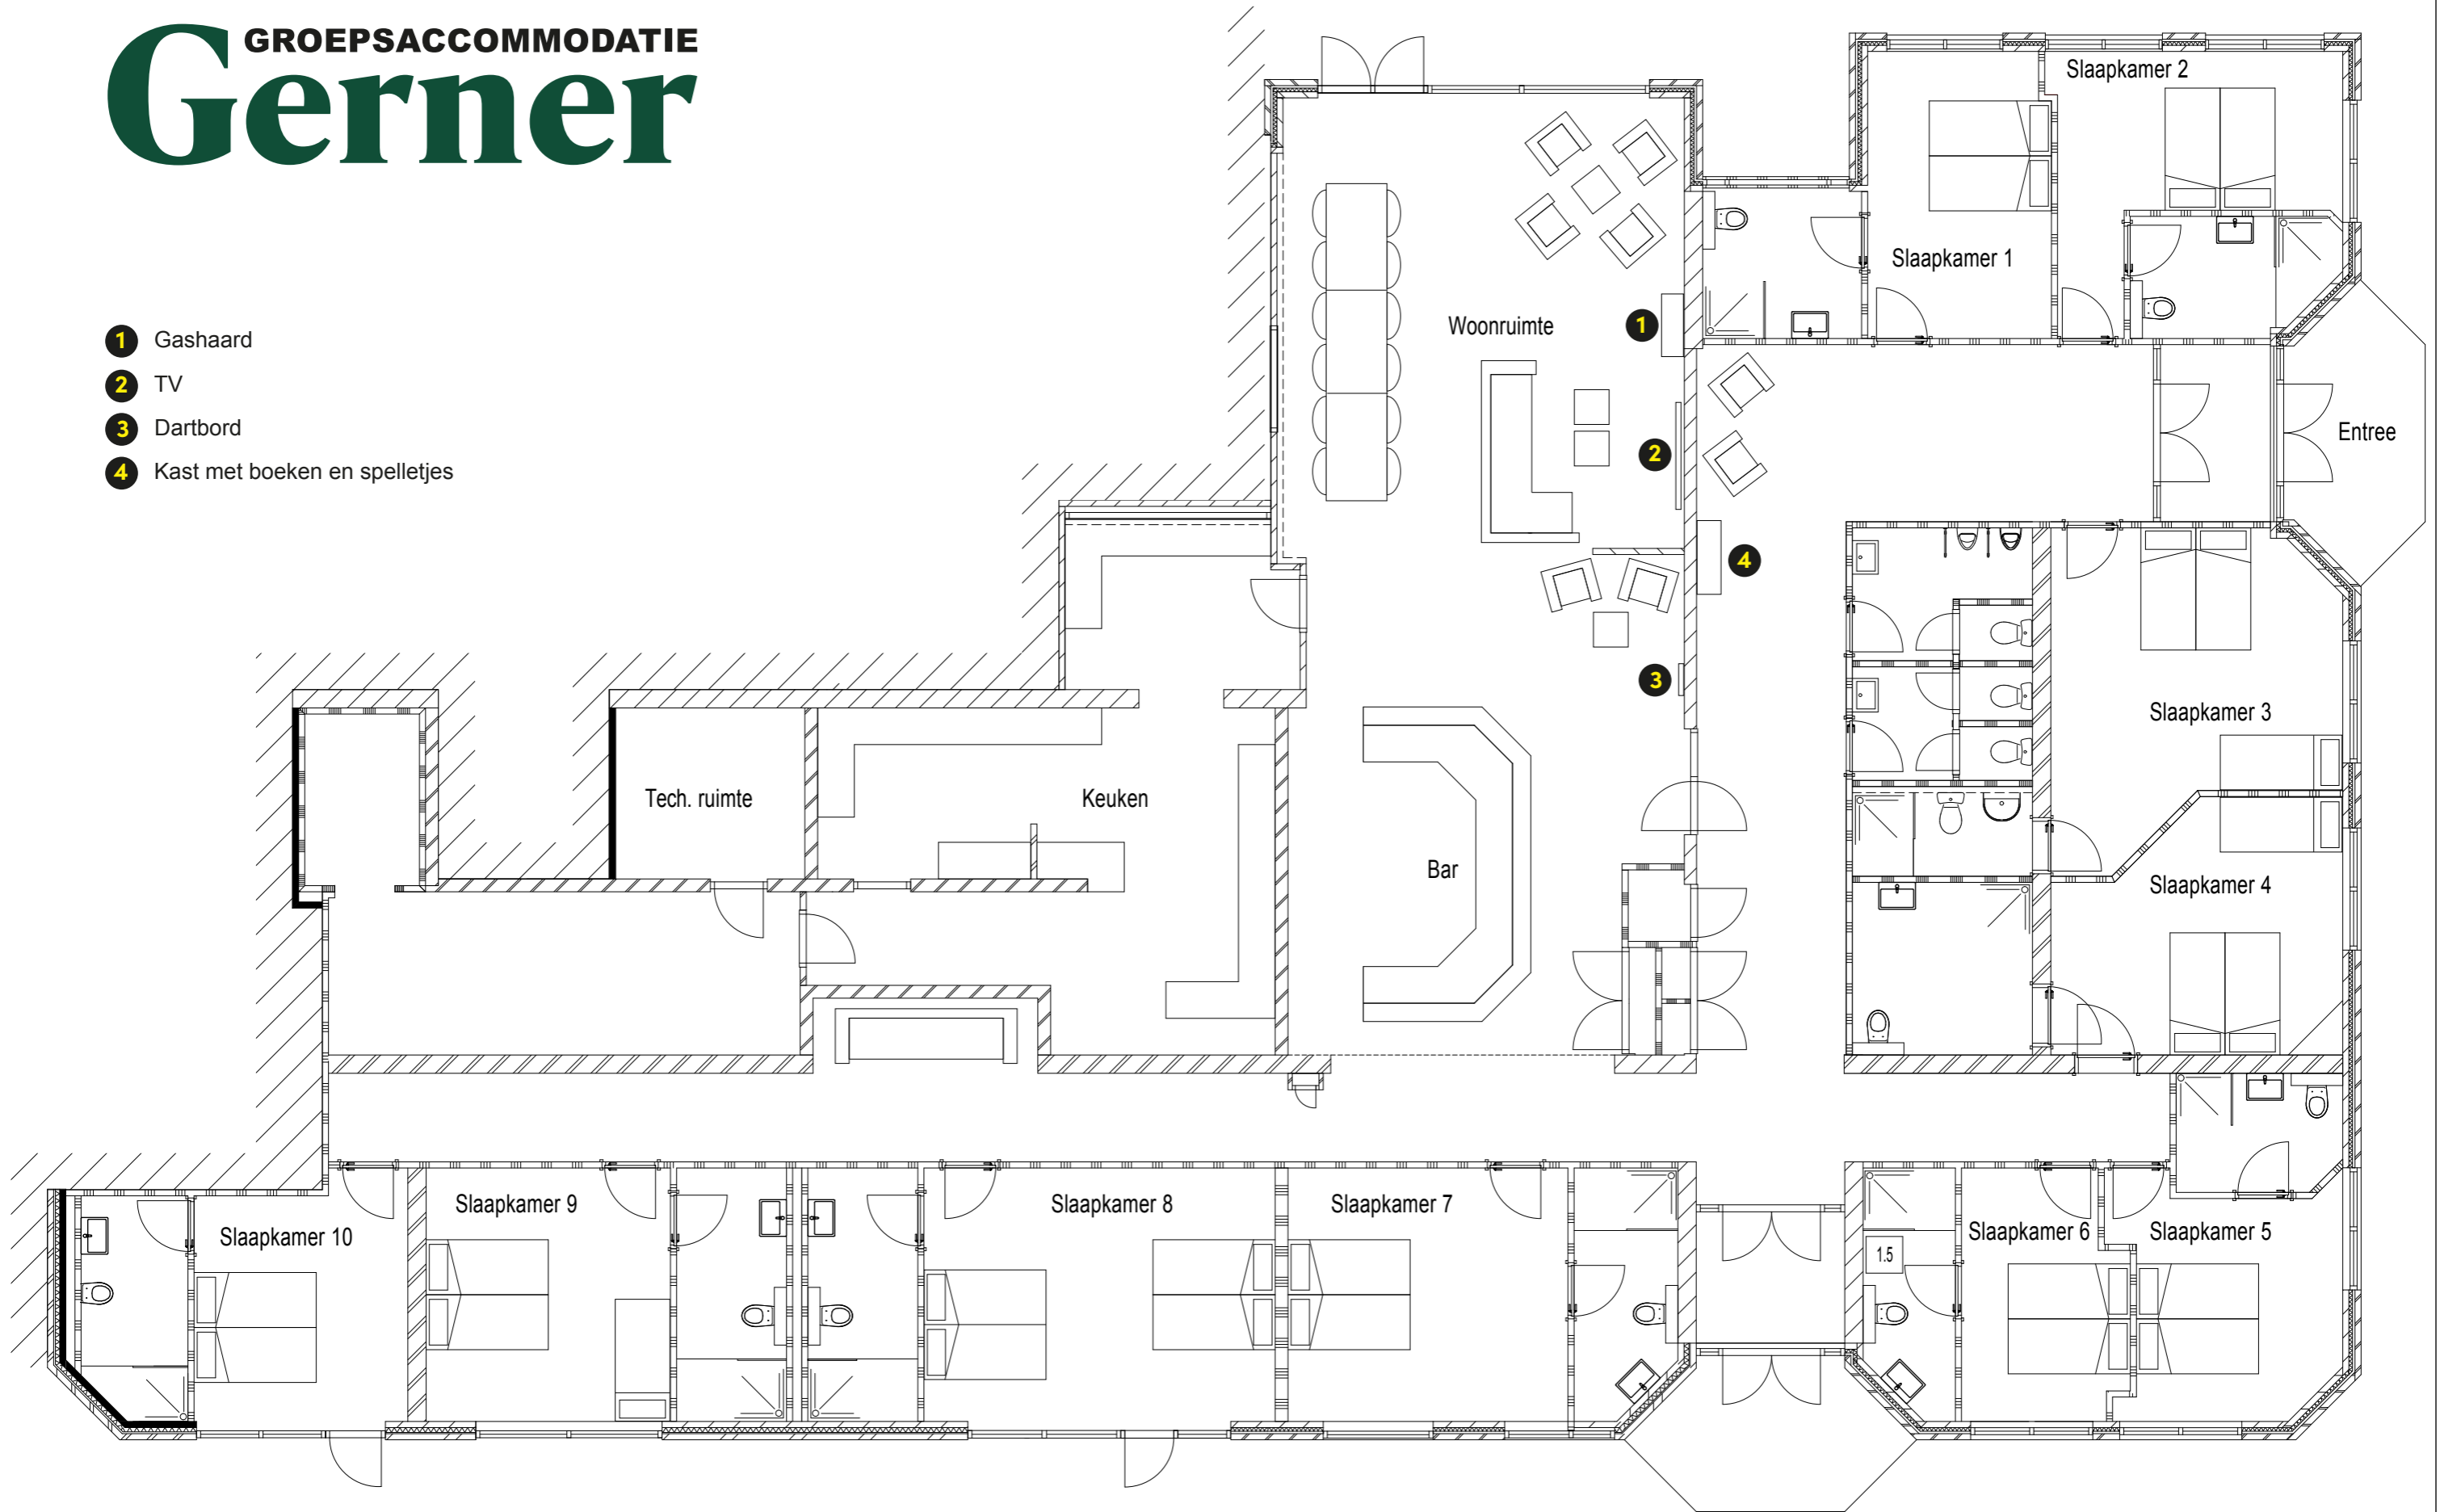 GROEPSACCOMMODATIE
Gerner
1 Gashaard
2 TV
3 Dartbord
4 Kast met boeken en spelletjes
Slaapkamer 2
Slaapkamer 1
Woonruimte
1
2
Entree
4
3
Slaapkamer 3
Tech. ruimte
Keuken
Bar
Slaapkamer 4
Slaapkamer 10
Slaapkamer 9
Slaapkamer 8
Slaapkamer 7
Slaapkamer 6
Slaapkamer 5
1.5